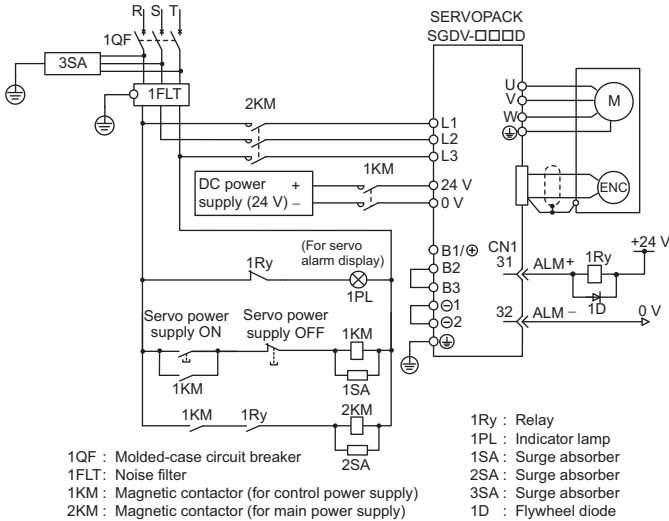 R S T
1QF
3SA
1FLT
2KM
SERVOPACK
SGDV-□□□D
U
V
W
M
L1
L2
L3
1KM
DC power + 
supply (24 V) –
24 V
0 V
ENC
B1/⊕
B2
B3
⊖1
⊖2
CN1
31
ALM+
1Ry
+24 V
1D
32
ALM –
0 V
1Ry
(For servo
alarm display)
1PL
Servo power
supply ON
Servo power
supply OFF
1KM
1KM
1SA
1KM
1Ry
2KM
2SA
1QF : Molded-case circuit breaker
1FLT: Noise filter
1KM : Magnetic contactor (for control power supply)
2KM : Magnetic contactor (for main power supply)
1Ry : Relay
1PL : Indicator lamp
1SA : Surge absorber
2SA : Surge absorber
3SA : Surge absorber
1D : Flywheel diode